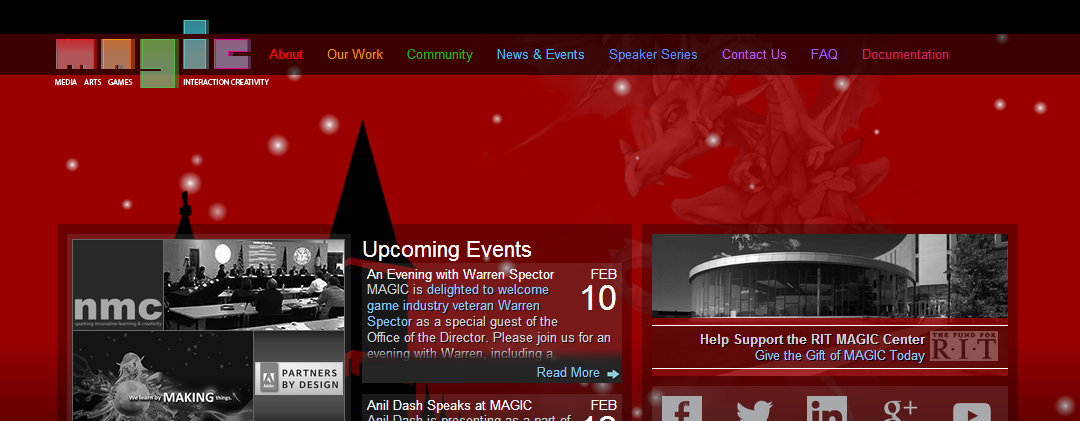 magic
MEDIA ARTS GAMES INTERACTION CREATIVITY
About Our Work Community News & Events Speaker Series Contact Us FAQ Documentation
nmc
sparking innovative learning & creativity
We learn by MAKING things.
Adobe
PARTNERS
BY DESIGN
Upcoming Events
An Evening with Warren Spector
FEB
10
MAGIC is delighted to welcome
game industry veteran Warren
Spector as a special guest of the
Office of the Director. Please join us for an
evening with Warren, including a,
Read More
Anil Dash Speaks at MAGIC
FEB
Anil Dash is presenting as a part of
Help Support the RIT MAGIC Center
Give the Gift of MAGIC Today
THE FUND FOR
R·I·T
f
in
g+